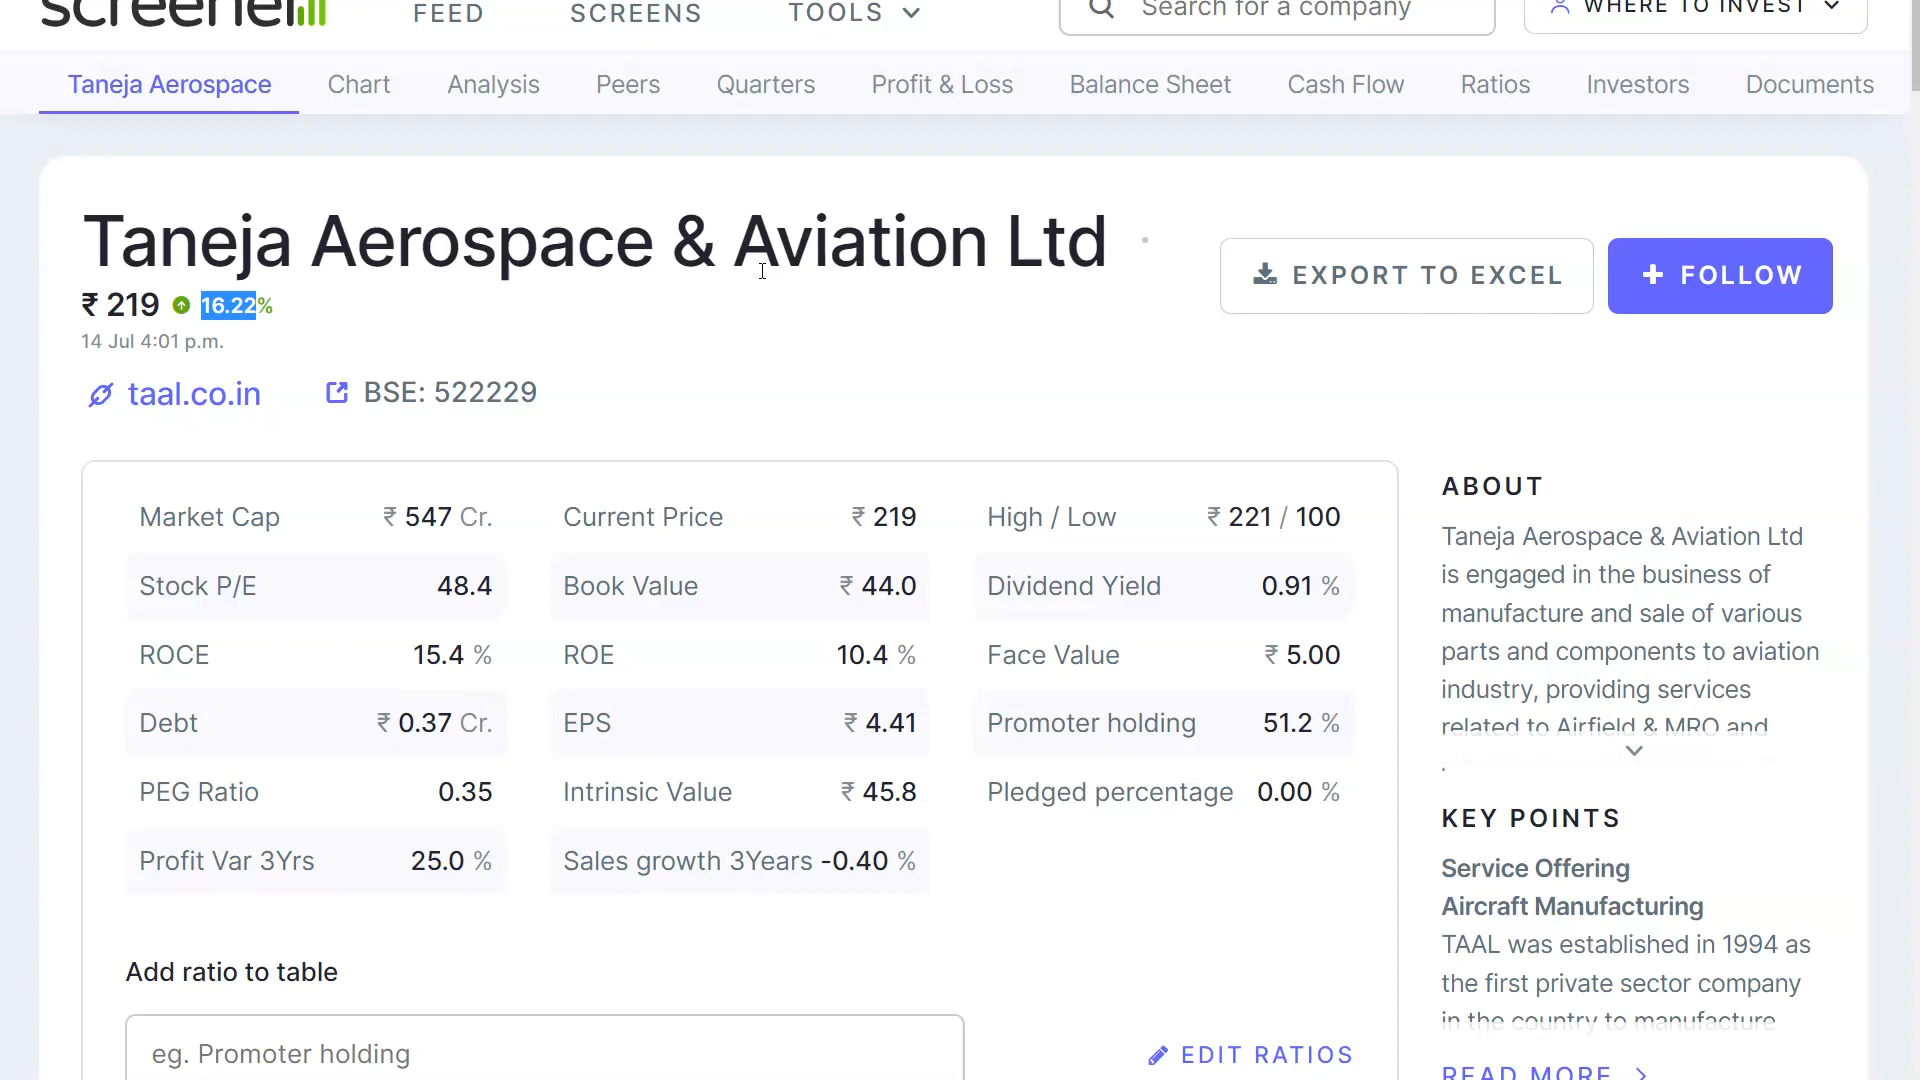 screener
FEED
SCREENS
TOOLS
Search for a company
WHERE TO INVEST
Taneja Aerospace
Chart
Analysis
Peers
Quarters
Profit & Loss
Balance Sheet
Cash Flow
Ratios
Investors
Documents
Taneja Aerospace & Aviation Ltd
₹ 219 16.22%
14 Jul 4:01 p.m.
taal.co.in
BSE: 522229
EXPORT TO EXCEL
+ FOLLOW
Market Cap ₹ 547 Cr.
Current Price ₹ 219
High / Low ₹ 221 / 100
Stock P/E 48.4
Book Value ₹ 44.0
Dividend Yield 0.91 %
ROCE 15.4 %
ROE 10.4 %
Face Value ₹ 5.00
Debt ₹ 0.37 Cr.
EPS ₹ 4.41
Promoter holding 51.2 %
PEG Ratio 0.35
Intrinsic Value ₹ 45.8
Pledged percentage 0.00 %
Profit Var 3Yrs 25.0 %
Sales growth 3Years -0.40 %
Add ratio to table
eg. Promoter holding
EDIT RATIOS
ABOUT
Taneja Aerospace & Aviation Ltd
is engaged in the business of
manufacture and sale of various
parts and components to aviation
industry, providing services
related to Airfield & MRO and
.
KEY POINTS
Service Offering
Aircraft Manufacturing
TAAL was established in 1994 as
the first private sector company
in the country to manufacture
READ MORE